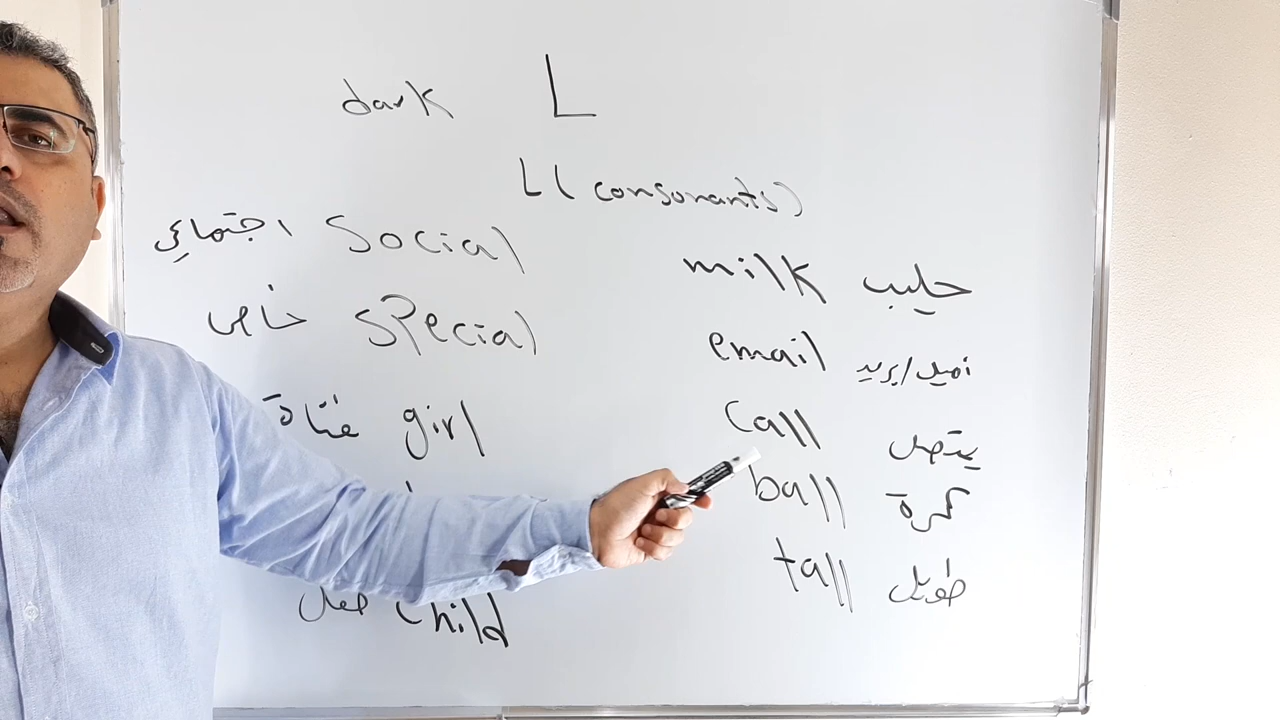 dark L
L (consonants)
social اجتماعي
special خاص
girl فتاة
child طفل
milk حليب
email اميل/بريد
call يتصل
ball كرة
tall طويل